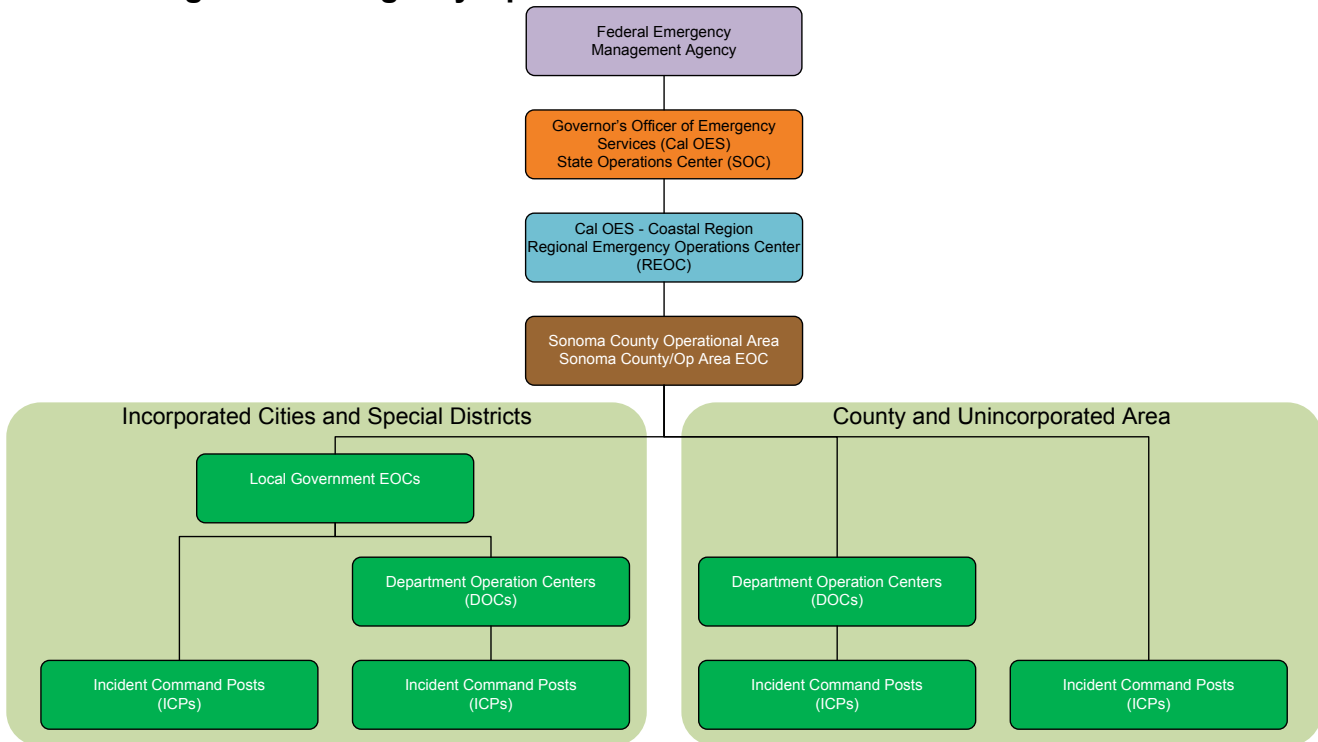 Federal Emergency
Management Agency
Governor's Officer of Emergency
Services (Cal OES)
State Operations Center (SOC)
Cal OES - Coastal Region
Regional Emergency Operations Center
(REOC)
Sonoma County Operational Area
Sonoma County/Op Area EOC
Incorporated Cities and Special Districts
County and Unincorporated Area
Local Government EOCs
Department Operation Centers
(DOCs)
Department Operation Centers
(DOCs)
Incident Command Posts
(ICPs)
Incident Command Posts
(ICPs)
Incident Command Posts
(ICPs)
Incident Command Posts
(ICPs)